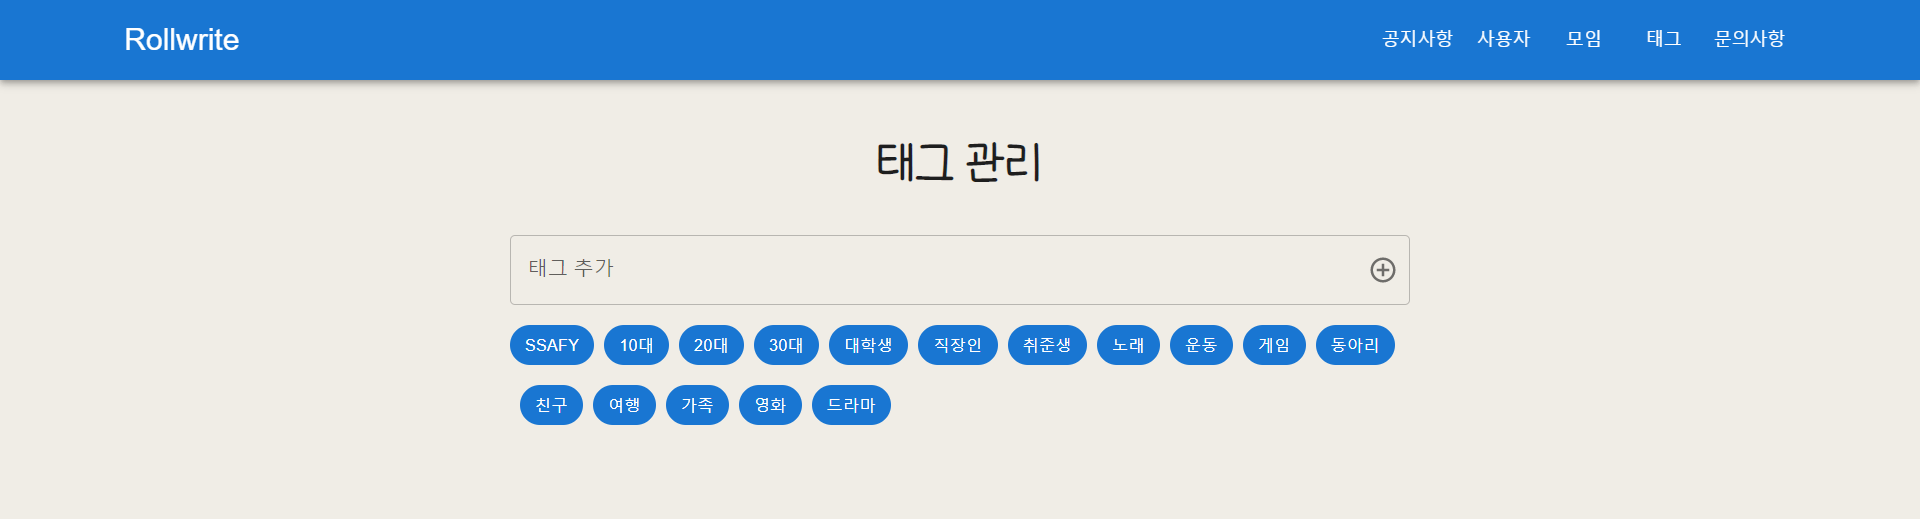 Rollwrite 공지사항 사용자 모임 태그 문의사항
태그 관리
태그 추가
SSAFY 10대 20대 30대 대학생 직장인 취준생 노래 운동 게임 동아리
친구 여행 가족 영화 드라마